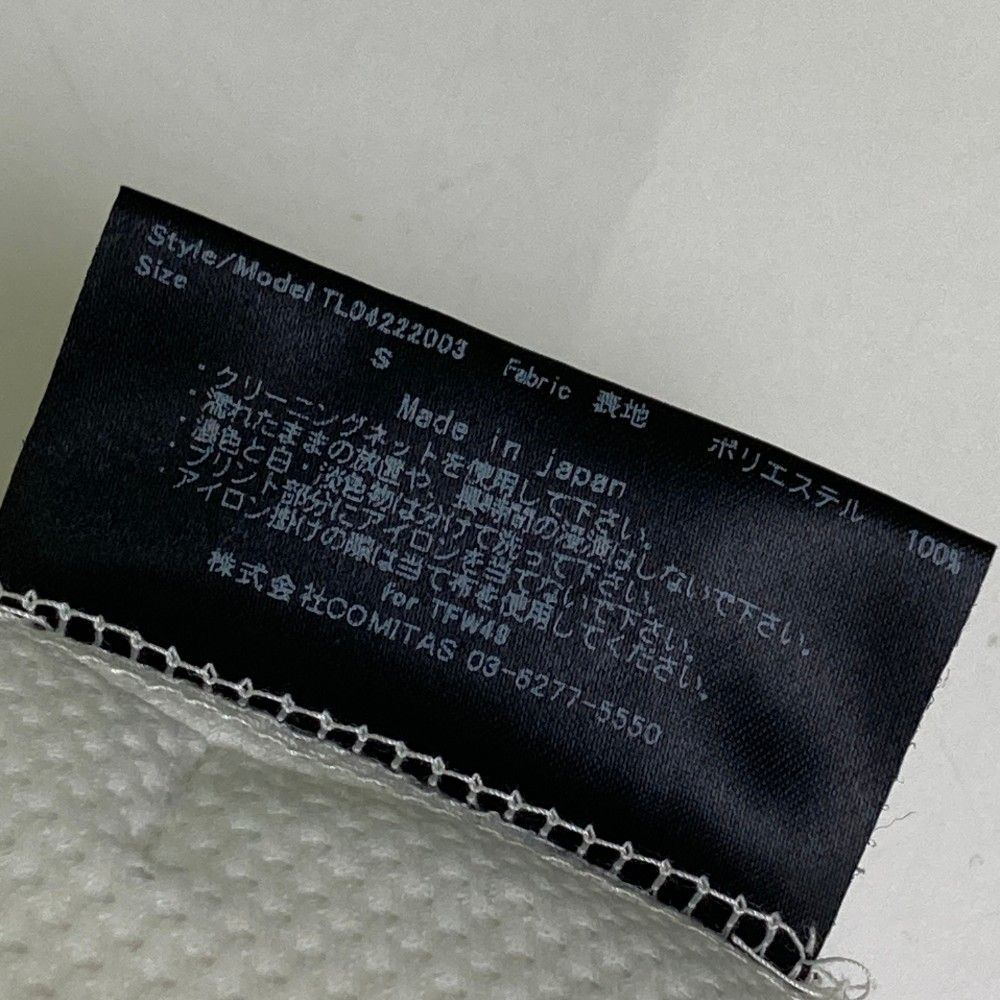 Style/Model TL04222003 Fabric 表地 ポリエステル 100%
Size S
Made in japan
・クリーニングネットを使用して下さい。
・濡れたままの放置や、長時間の浸漬はしないで下さい。
・濃色と白・淡色物は分けて洗って下さい。
・プリント部分にアイロンを当てないで下さい。
アイロン掛けの際は当て布を使用してください。
for TFW49
株式会社COMITAS 03-6277-5550